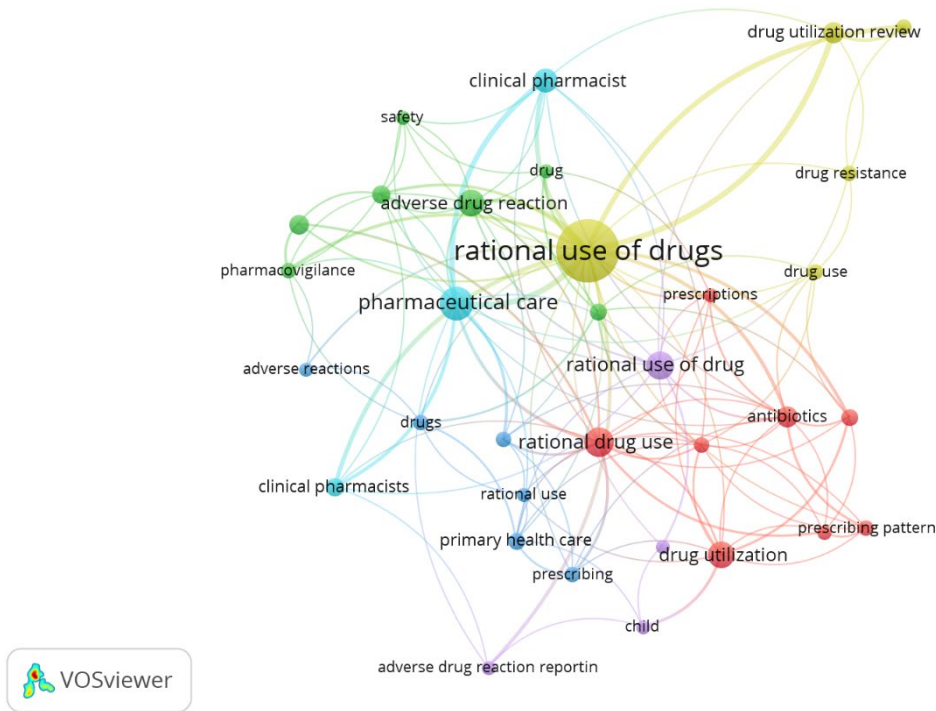 drug utilization review
clinical pharmacist
safety
drug
drug resistance
adverse drug reaction
rational use of drugs
pharmacovigilance
drug use
prescriptions
pharmaceutical care
adverse reactions
rational use of drug
antibiotics
drugs
rational drug use
clinical pharmacists
rational use
prescribing pattern
primary health care
drug utilization
prescribing
child
adverse drug reaction reportin
VOSviewer